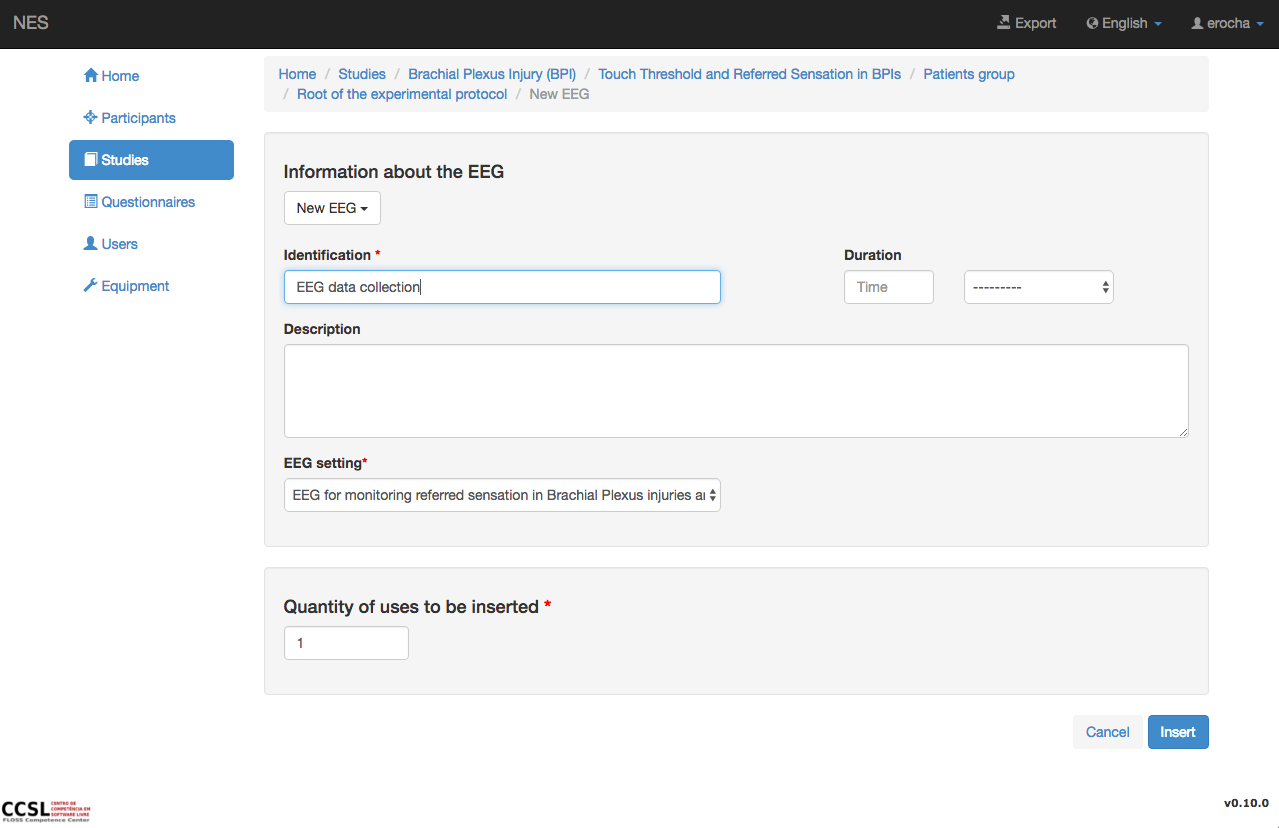 NES
Export
English
erocha
Home
Participants
Studies
Questionnaires
Users
Equipment
Home / Studies / Brachial Plexus Injury (BPI) / Touch Threshold and Referred Sensation in BPIs / Patients group
/ Root of the experimental protocol / New EEG
Information about the EEG
New EEG
Identification *
Duration
EEG data collection
Time
---------
Description
EEG setting*
EEG for monitoring referred sensation in Brachial Plexus injuries a
Quantity of uses to be inserted *
1
Cancel
Insert
CCSL
CENTRO DE
COMPETÊNCIA EM
SOFTWARE LIVRE
FLOSS Competence Center
v0.10.0